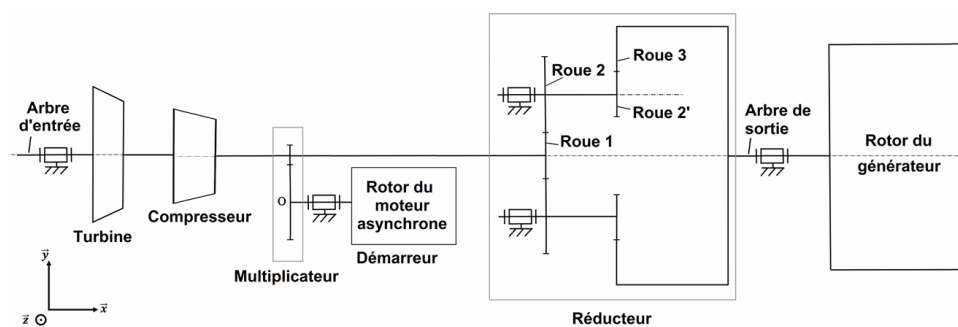 Arbre
d'entrée
Turbine
Compresseur
Multiplicateur
O
Rotor du
moteur
asynchrone
Démarreur
Roue 2
Roue 3
Roue 2'
Roue 1
Réducteur
Arbre de
sortie
Rotor du
générateur
y
x
z